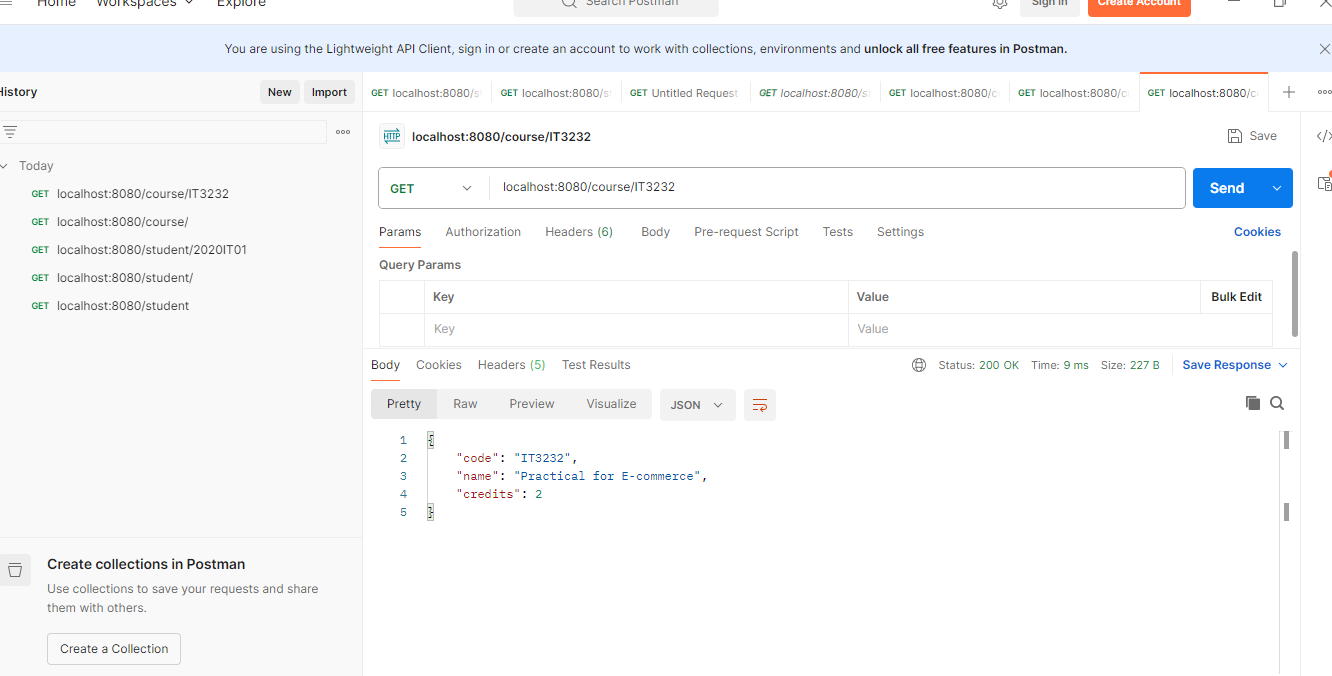 Home Workspaces Explore Search Postman Sign in Create Account
You are using the Lightweight API Client, sign in or create an account to work with collections, environments and unlock all free features in Postman.
History New Import
GET localhost:8080/s GET localhost:8080/s GET Untitled Request GET localhost:8080/s GET localhost:8080/c GET localhost:8080/c GET localhost:8080/c
HTTP localhost:8080/course/IT3232 Save
Today
GET localhost:8080/course/IT3232
GET localhost:8080/course/
GET localhost:8080/student/2020IT01
GET localhost:8080/student/
GET localhost:8080/student
GET localhost:8080/course/IT3232 Send
Params Authorization Headers (6) Body Pre-request Script Tests Settings Cookies
Query Params
Key Value Bulk Edit
Key Value
Body Cookies Headers (5) Test Results Status: 200 OK Time: 9 ms Size: 227 B Save Response
Pretty Raw Preview Visualize JSON
1 {
2 "code": "IT3232",
3 "name": "Practical for E-commerce",
4 "credits": 2
5 }
Create collections in Postman
Use collections to save your requests and share
them with others.
Create a Collection